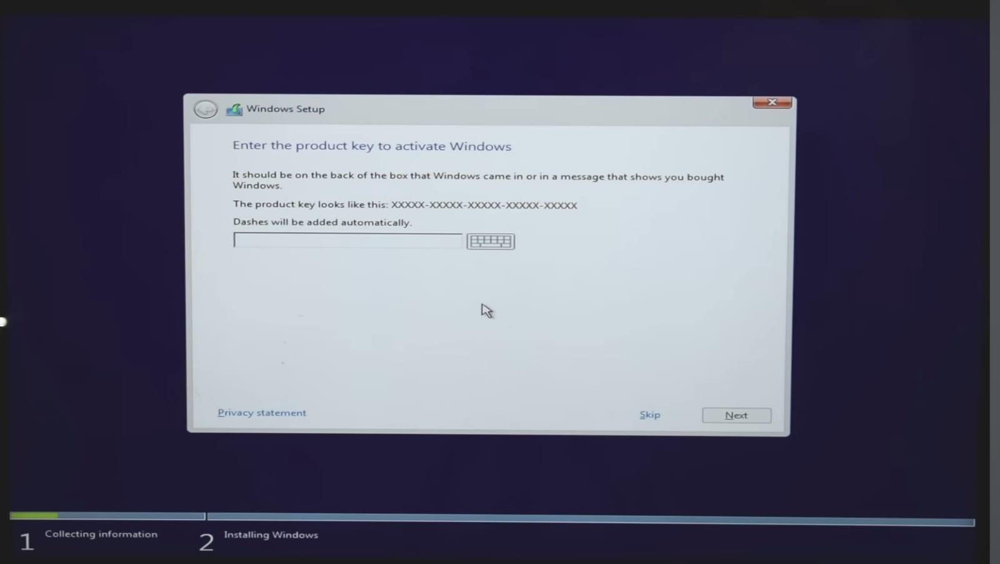 Windows Setup
Enter the product key to activate Windows
It should be on the back of the box that Windows came in or in a message that shows you bought
Windows.
The product key looks like this: XXXXX-XXXXX-XXXXX-XXXXX-XXXXX
Dashes will be added automatically.
Privacy statement
Skip
Next
1 Collecting information
2 Installing Windows